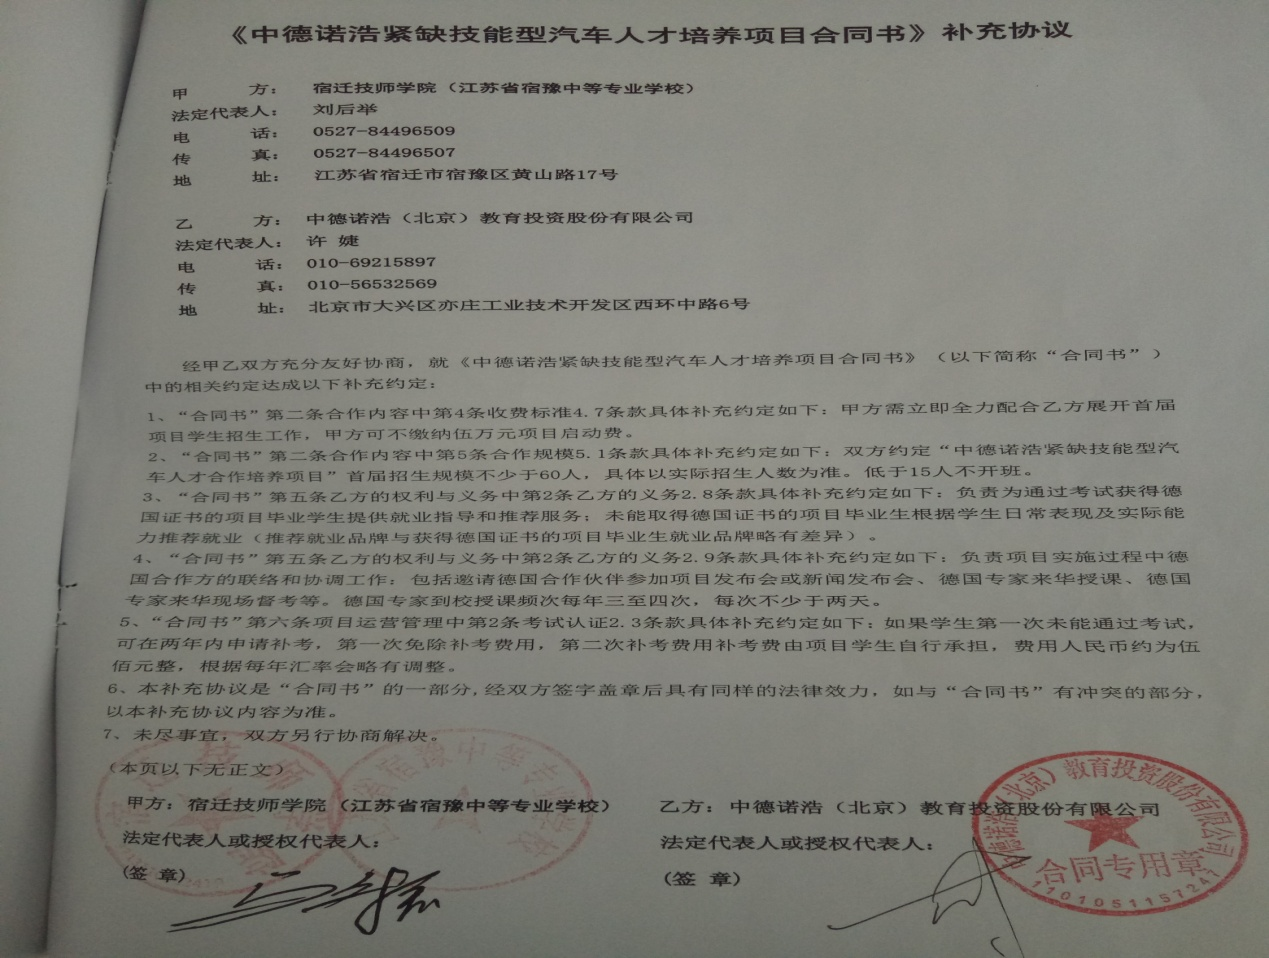 《中德诺浩紧缺技能型汽车人才培养项目合同书》补充协议
甲 方： 宿迁技师学院（江苏省宿豫中等专业学校）
法定代表人： 刘后举
电 话： 0527-84496509
传 真： 0527-84496507
地 址： 江苏省宿迁市宿豫区黄山路17号
乙 方： 中德诺浩（北京）教育投资股份有限公司
法定代表人： 许 婕
电 话： 010-69215897
传 真： 010-56532569
地 址： 北京市大兴区亦庄工业技术开发区西环中路6号
经甲乙双方充分友好协商，就《中德诺浩紧缺技能型汽车人才培养项目合同书》（以下简称“合同书”）
中的相关约定达成以下补充约定：
1、“合同书”第二条合作内容中第4条收费标准4.7条款具体补充约定如下：甲方需立即全力配合乙方展开首届
项目学生招生工作，甲方可不缴纳伍万元项目启动费。
2、“合同书”第二条合作内容中第5条合作规模5.1条款具体补充约定如下：双方约定“中德诺浩紧缺技能型汽
车人才合作培养项目”首届招生规模不少于60人，具体以实际招生人数为准。低于15人不开班。
3、“合同书”第五条乙方的权利与义务中第2条乙方的义务2.8条款具体补充约定如下：负责为通过考试获得德
国证书的项目毕业学生提供就业指导和推荐服务；未能取得德国证书的项目毕业生根据学生日常表现及实际能
力推荐就业（推荐就业品牌与获得德国证书的项目毕业生就业品牌略有差异）。
4、“合同书”第五条乙方的权利与义务中第2条乙方的义务2.9条款具体补充约定如下：负责项目实施过程中德
国合作方的联络和协调工作：包括邀请德国合作伙伴参加项目发布会或新闻发布会、德国专家来华授课、德国
专家来华现场督考等。德国专家到校授课频次每年三至四次，每次不少于两天。
5、“合同书”第六条项目运营管理中第2条考试认证2.3条款具体补充约定如下：如果学生第一次未能通过考试，
可在两年内申请补考，第一次免除补考费用，第二次补考费用补考费由项目学生自行承担，费用人民币约为伍
佰元整，根据每年汇率会略有调整。
6、本补充协议是“合同书”的一部分，经双方签字盖章后具有同样的法律效力，如与“合同书”有冲突的部分，
以本补充协议内容为准。
7、未尽事宜，双方另行协商解决。
（本页以下无正文）
甲方：宿迁技师学院（江苏省宿豫中等专业学校） 乙方：中德诺浩（北京）教育投资股份有限公司
法定代表人或授权代表人： 法定代表人或授权代表人：
（签 章） （签 章）
合同专用章
1101051157247